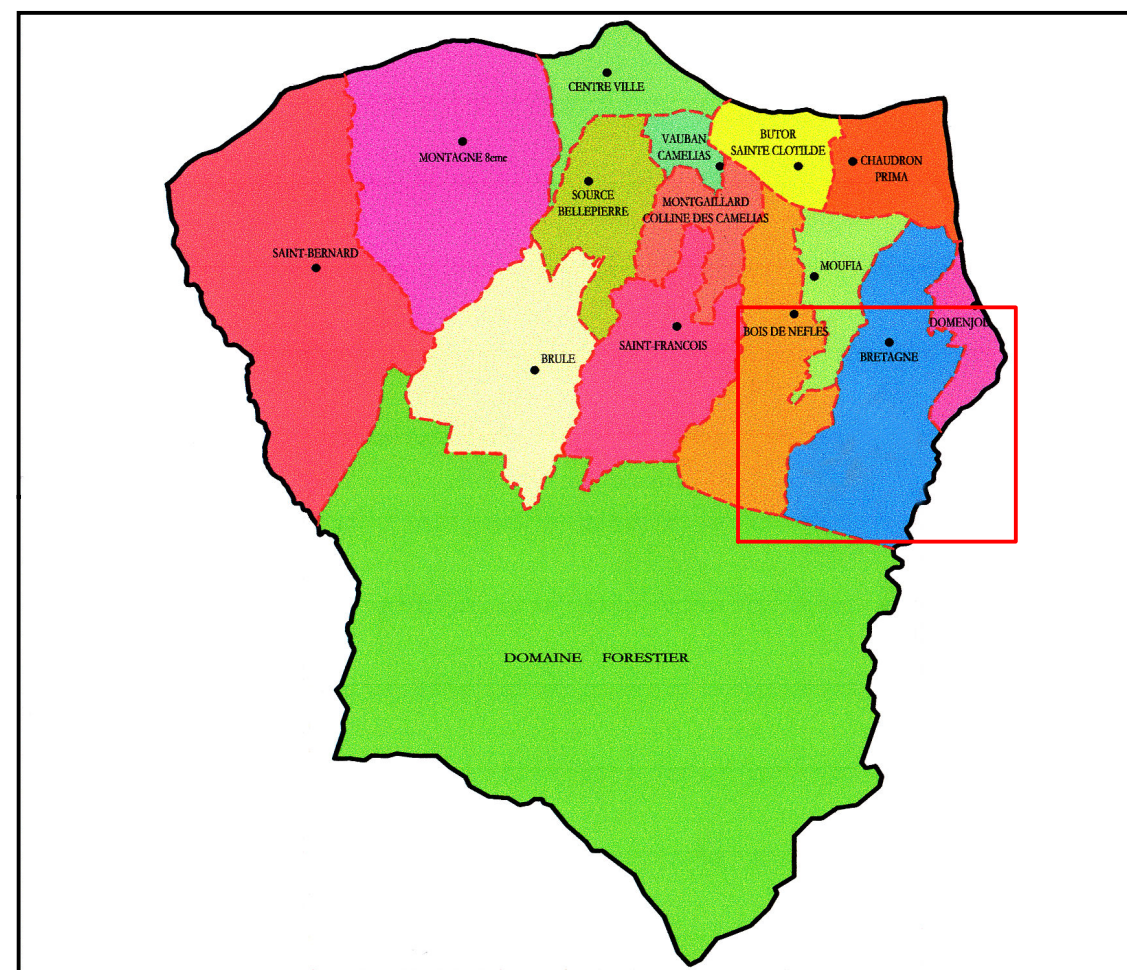 CENTRE VILLE
MONTAGNE 8eme
VAUBAN
CAMELIAS
BUTOR
SAINTE CLOTILDE
CHAUDRON
PRIMA
SOURCE
BELLEPIERRE
MONTGAILLARD
COLLINE DES CAMELIAS
SAINT-BERNARD
MOUFIA
DOMENJOD
BOIS DE NEFLES
SAINT-FRANCOIS
BRETAGNE
BRULE
DOMAINE FORESTIER